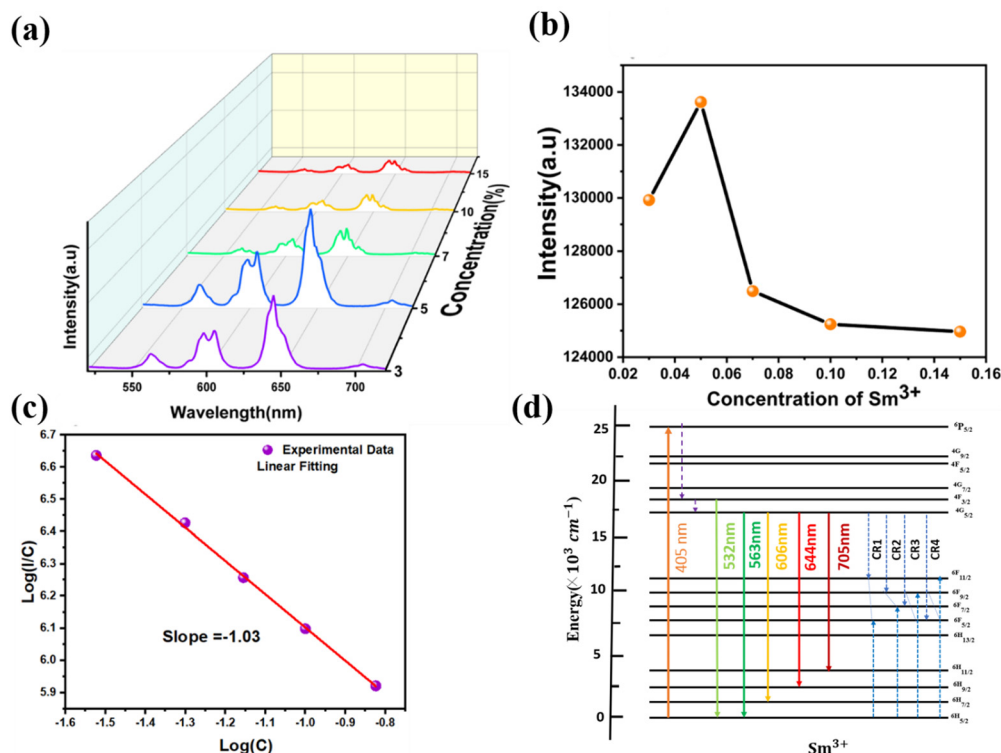 (a)
Intensity(a.u
550
600
650
700
Wavelength(nm)
3
5
7
10
15
Concentration(%)
(b)
134000
132000
130000
128000
126000
124000
Intensity(a.u)
0.02 0.04 0.06 0.08 0.10 0.12 0.14 0.16
Concentration of Sm³⁺
(c)
6.7
6.6
6.5
6.4
6.3
6.2
6.1
6.0
5.9
Log(I/C)
Experimental Data
Linear Fitting
Slope =-1.03
-1.6 -1.5 -1.4 -1.3 -1.2 -1.1 -1.0 -0.9 -0.8
Log(C)
(d)
25
20
15
10
5
0
Energy(×10³ cm⁻¹)
405 nm
532nm
563nm
606nm
644nm
705nm
CR1
CR2
CR3
CR4
⁶P₅/₂
⁴G₉/₂
⁴F₅/₂
⁴G₇/₂
⁴F₃/₂
⁴G₅/₂
⁶F₁₁/₂
⁶F₉/₂
⁶F₇/₂
⁶F₅/₂
⁶H₁₃/₂
⁶H₁₁/₂
⁶H₉/₂
⁶H₇/₂
⁶H₅/₂
Sm³⁺